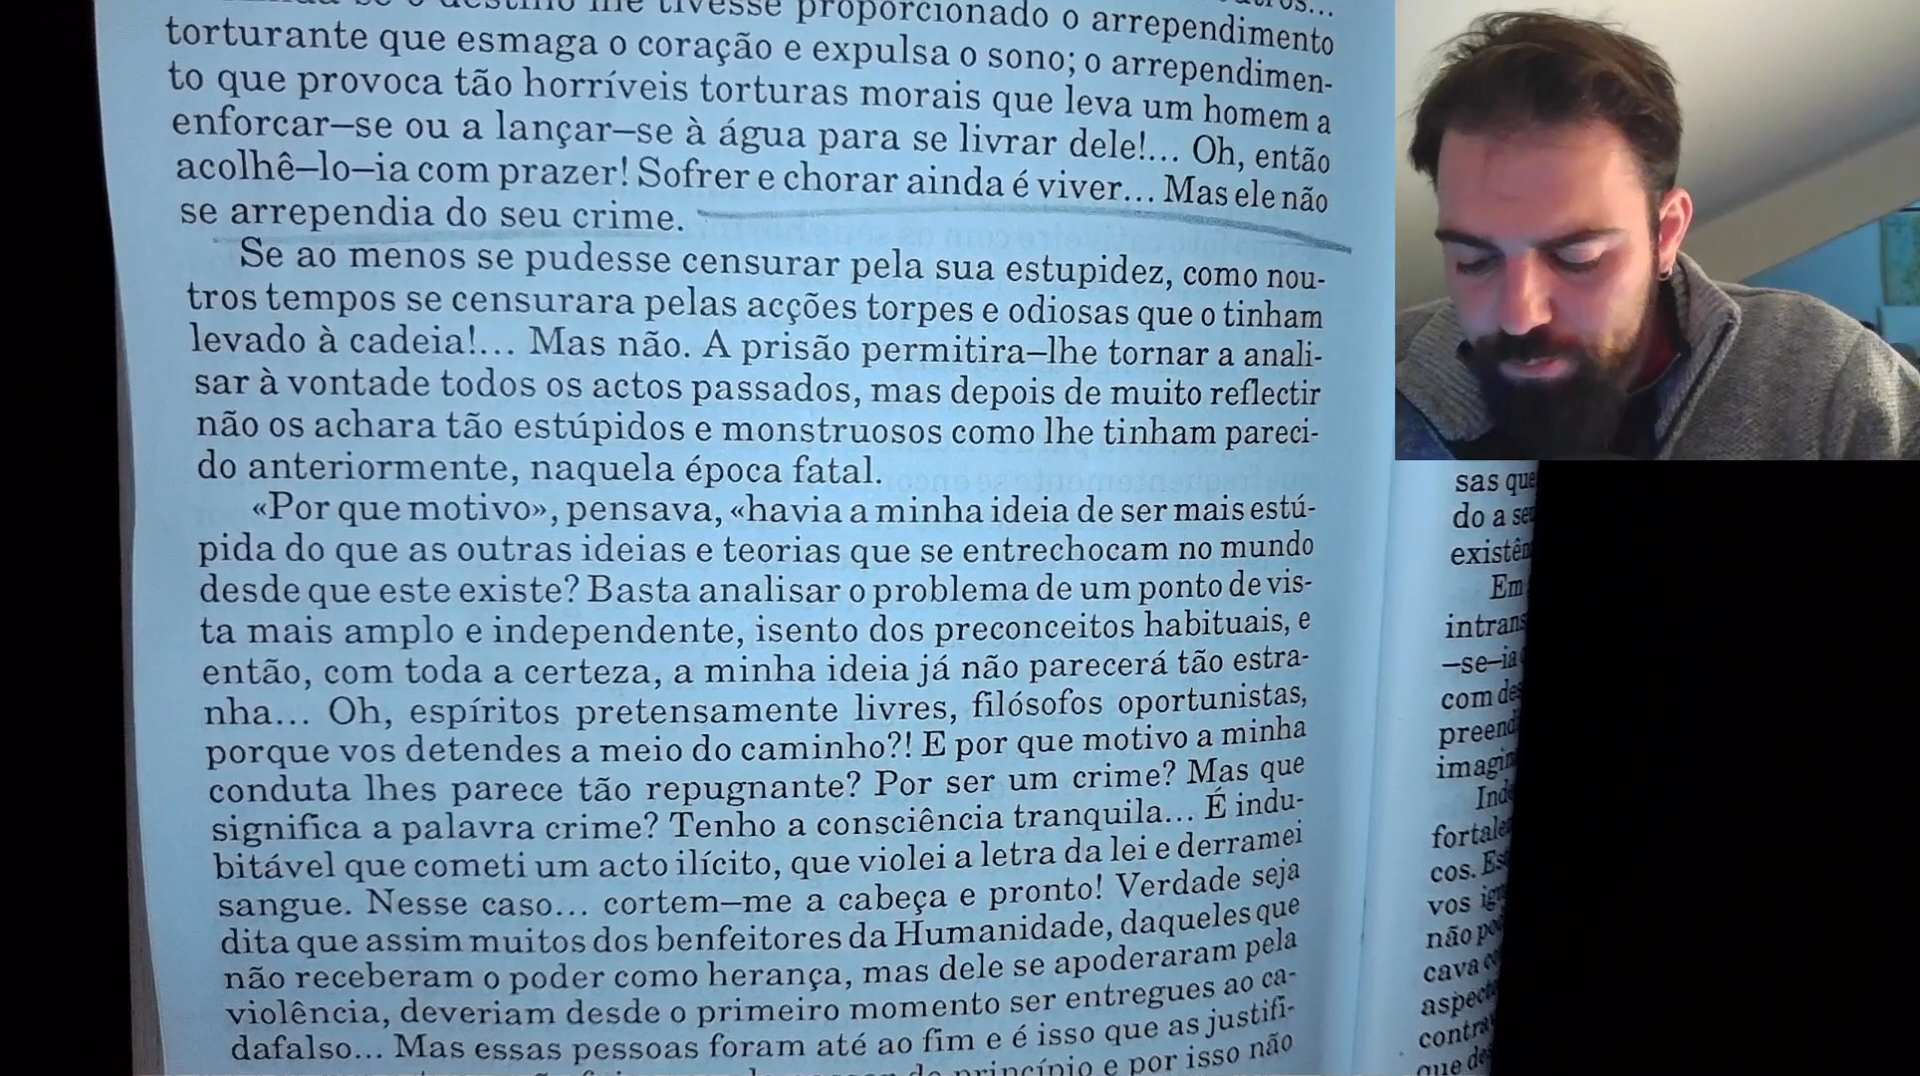 tivesse proporcionado o arrependimento
torturante que esmaga o coração e expulsa o sono; o arrependimen-
to que provoca tão horríveis torturas morais que leva um homem a
enforcar–se ou a lançar–se à água para se livrar dele!... Oh, então
acolhê–lo–ia com prazer! Sofrer e chorar ainda é viver... Mas ele não
se arrependia do seu crime.
Se ao menos se pudesse censurar pela sua estupidez, como nou-
tros tempos se censurara pelas acções torpes e odiosas que o tinham
levado à cadeia!... Mas não. A prisão permitira–lhe tornar a anali-
sar à vontade todos os actos passados, mas depois de muito reflectir
não os achara tão estúpidos e monstruosos como lhe tinham pareci-
do anteriormente, naquela época fatal.
«Por que motivo», pensava, «havia a minha ideia de ser mais estú-
pida do que as outras ideias e teorias que se entrechocam no mundo
desde que este existe? Basta analisar o problema de um ponto de vis-
ta mais amplo e independente, isento dos preconceitos habituais, e
então, com toda a certeza, a minha ideia já não parecerá tão estra-
nha... Oh, espíritos pretensamente livres, filósofos oportunistas,
porque vos detendes a meio do caminho?! E por que motivo a minha
conduta lhes parece tão repugnante? Por ser um crime? Mas que
significa a palavra crime? Tenho a consciência tranquila... É indu-
bitável que cometi um acto ilícito, que violei a letra da lei e derramei
sangue. Nesse caso... cortem–me a cabeça e pronto! Verdade seja
dita que assim muitos dos benfeitores da Humanidade, daqueles que
não receberam o poder como herança, mas dele se apoderaram pela
violência, deveriam desde o primeiro momento ser entregues ao ca-
dafalso... Mas essas pessoas foram até ao fim e é isso que as justifi-
princípio e por isso não
sas que
do a
Em
–se–ia
com
vos